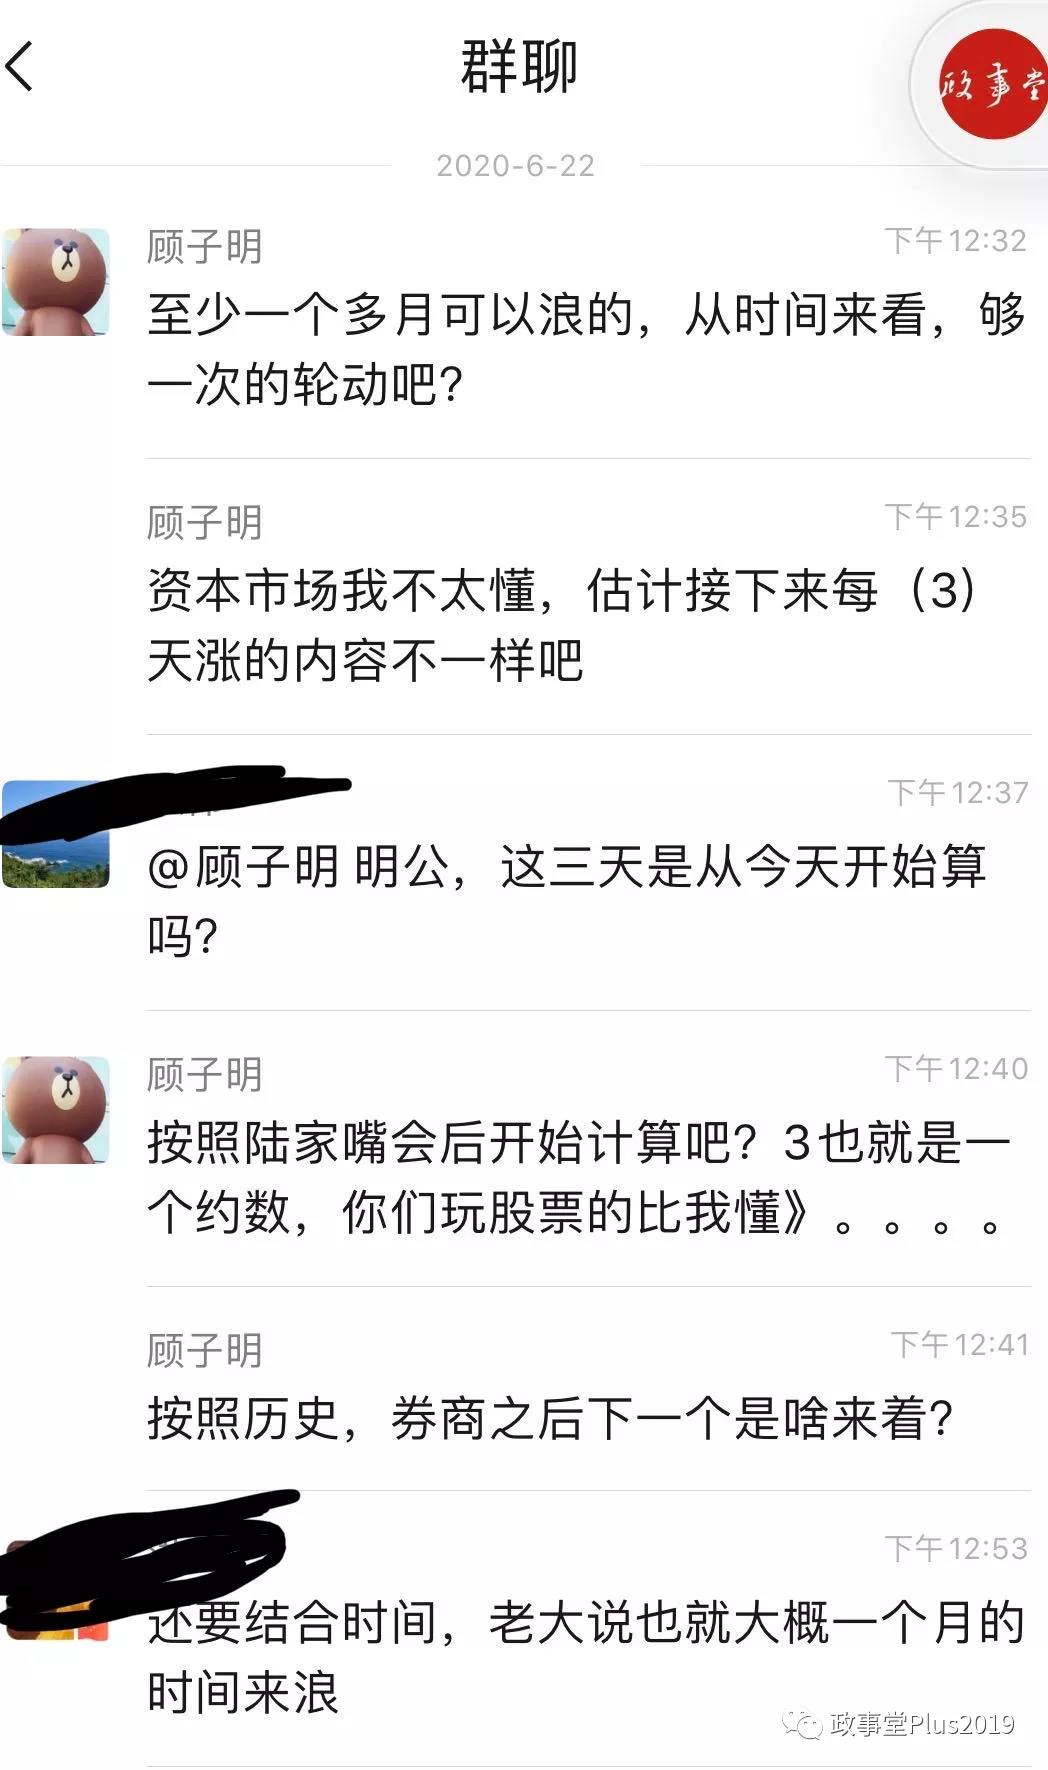 群聊
政事堂
2020-6-22
顾子明
下午12:32
至少一个多月可以浪的，从时间来看，够
一次的轮动吧？
顾子明
下午12:35
资本市场我不太懂，估计接下来每（3）
天涨的内容不一样吧
下午12:37
@顾子明 明公，这三天是从今天开始算
吗？
顾子明
下午12:40
按照陆家嘴会后开始计算吧？3也就是一
个约数，你们玩股票的比我懂》。。。。
顾子明
下午12:41
按照历史，券商之后下一个是啥来着？
下午12:53
还要结合时间，老大说也就大概一个月的
时间来浪
政事堂Plus2019